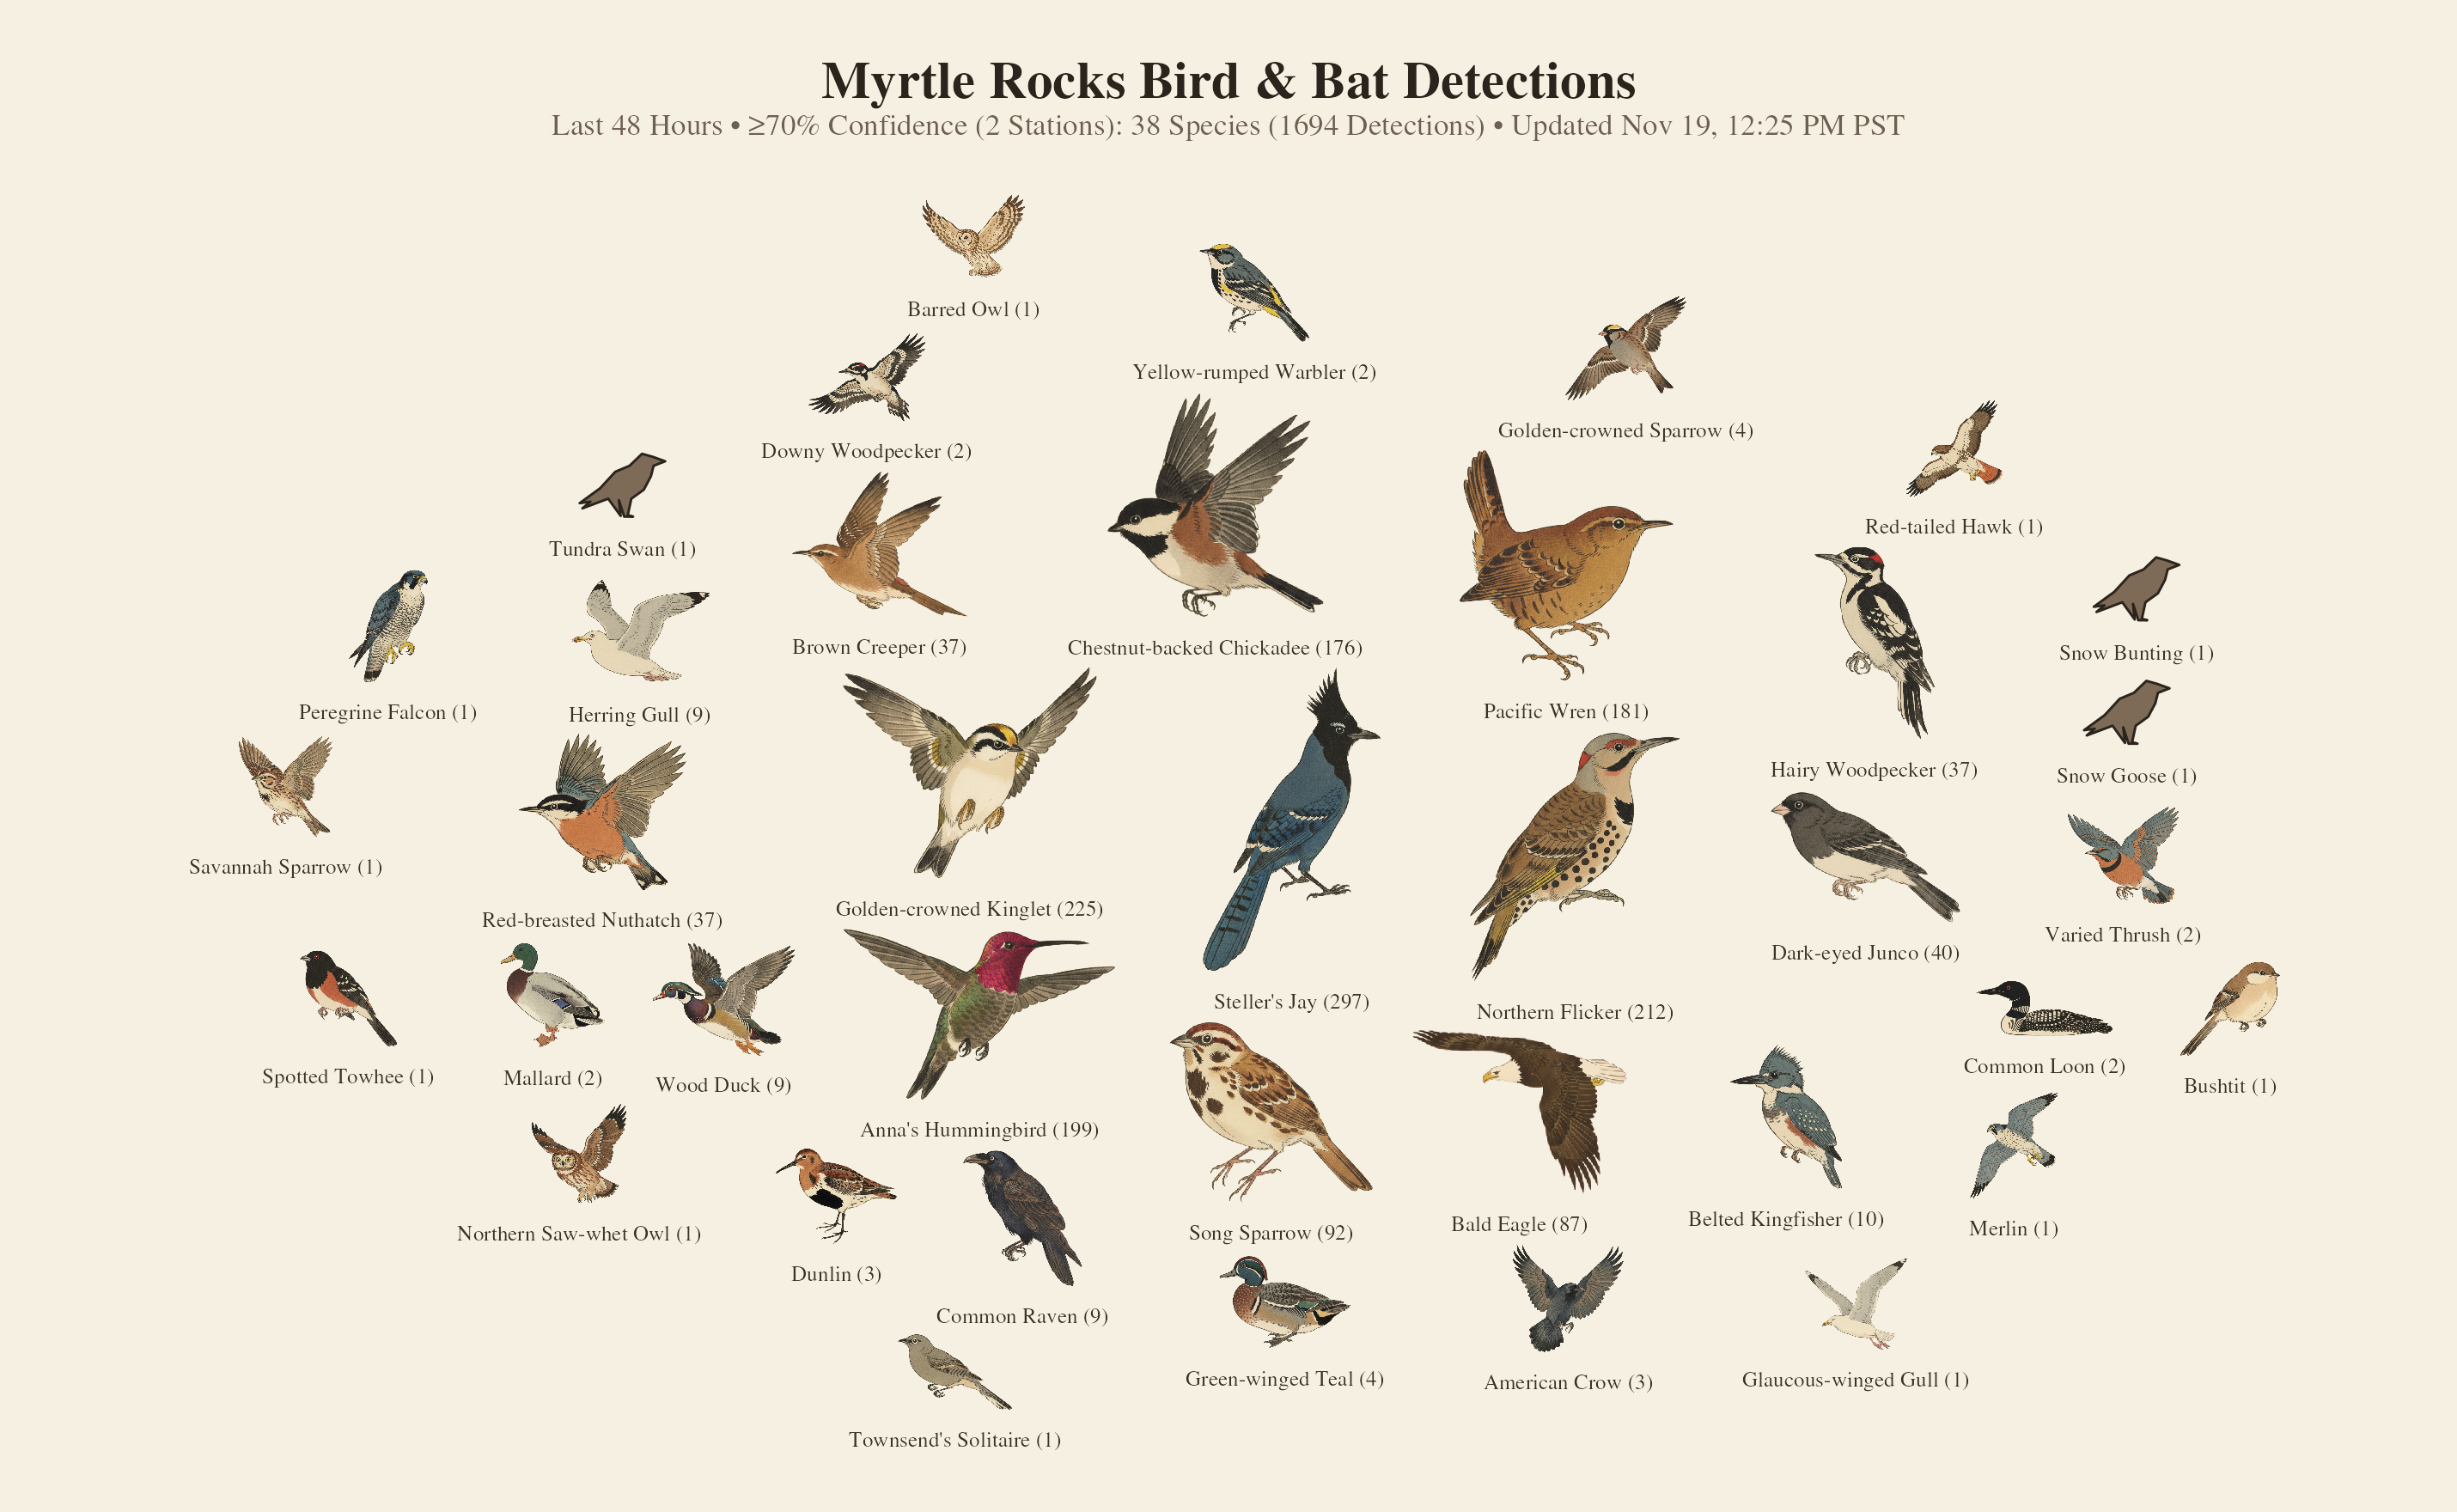 Myrtle Rocks Bird & Bat Detections
Last 48 Hours • ≥70% Confidence (2 Stations): 38 Species (1694 Detections) • Updated Nov 19, 12:25 PM PST
Barred Owl (1)
Yellow-rumped Warbler (2)
Golden-crowned Sparrow (4)
Downy Woodpecker (2)
Red-tailed Hawk (1)
Tundra Swan (1)
Brown Creeper (37)
Chestnut-backed Chickadee (176)
Snow Bunting (1)
Peregrine Falcon (1)
Herring Gull (9)
Pacific Wren (181)
Hairy Woodpecker (37)
Snow Goose (1)
Savannah Sparrow (1)
Red-breasted Nuthatch (37)
Golden-crowned Kinglet (225)
Varied Thrush (2)
Dark-eyed Junco (40)
Steller's Jay (297)
Northern Flicker (212)
Common Loon (2)
Spotted Towhee (1)
Mallard (2)
Wood Duck (9)
Bushtit (1)
Anna's Hummingbird (199)
Northern Saw-whet Owl (1)
Song Sparrow (92)
Bald Eagle (87)
Belted Kingfisher (10)
Merlin (1)
Dunlin (3)
Common Raven (9)
Green-winged Teal (4)
American Crow (3)
Glaucous-winged Gull (1)
Townsend's Solitaire (1)